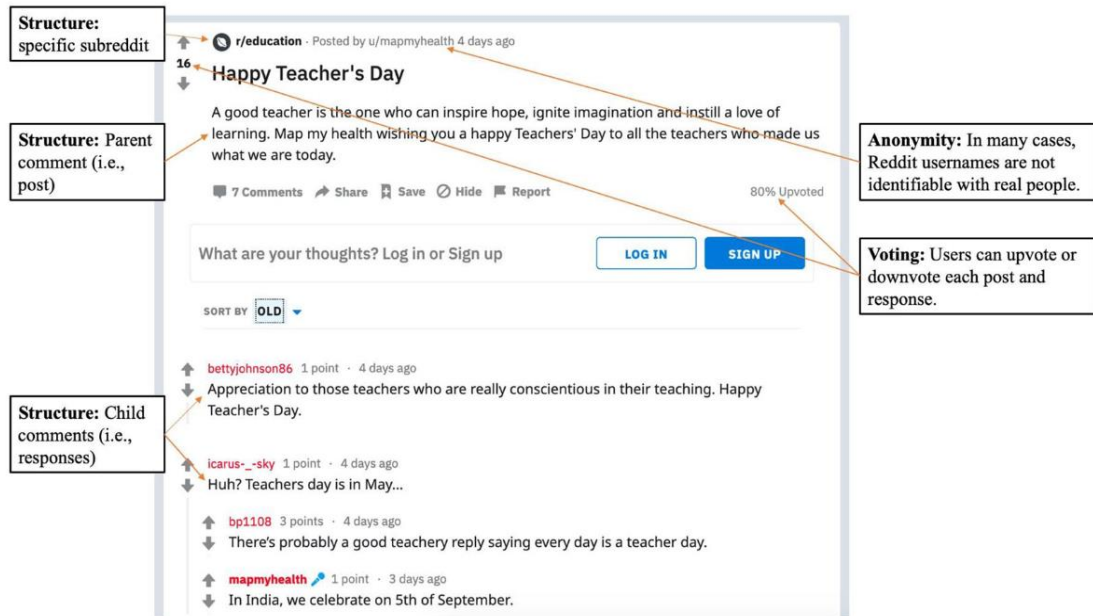 Structure:
specific subreddit
r/education · Posted by u/mapmyhealth 4 days ago
16
Happy Teacher's Day
A good teacher is the one who can inspire hope, ignite imagination and instill a love of
learning. Map my health wishing you a happy Teachers' Day to all the teachers who made us
what we are today.
Structure: Parent
comment (i.e.,
post)
Anonymity: In many cases,
Reddit usernames are not
identifiable with real people.
7 Comments Share Save Hide Report
80% Upvoted
What are your thoughts? Log in or Sign up
LOG IN
SIGN UP
Voting: Users can upvote or
downvote each post and
response.
SORT BY OLD
bettyjohnson86 1 point · 4 days ago
Appreciation to those teachers who are really conscientious in their teaching. Happy
Teacher's Day.
Structure: Child
comments (i.e.,
responses)
icarus-_-sky 1 point · 4 days ago
Huh? Teachers day is in May...
bp1108 3 points · 4 days ago
There's probably a good teachery reply saying every day is a teacher day.
mapmyhealth 1 point · 3 days ago
In India, we celebrate on 5th of September.